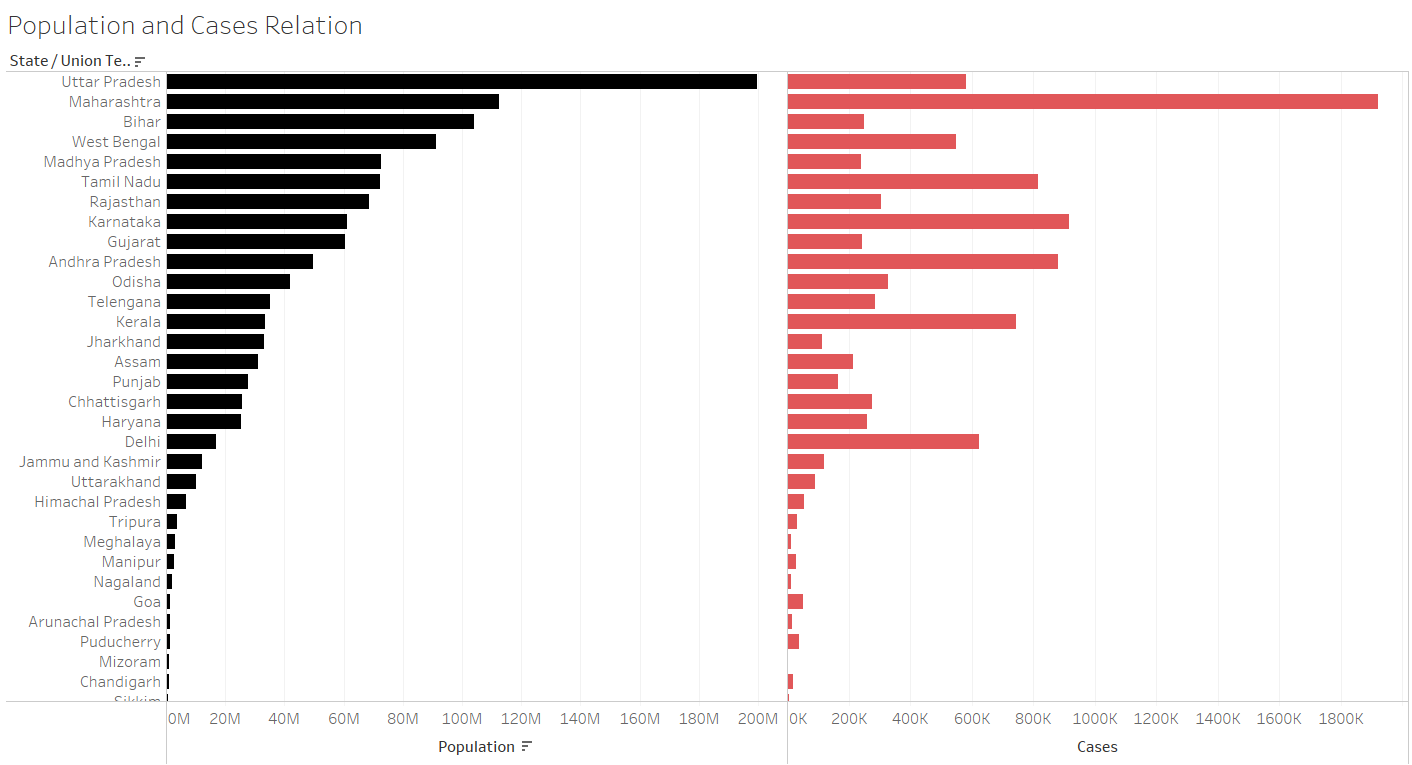 Population and Cases Relation
State / Union Te..
Uttar Pradesh
Maharashtra
Bihar
West Bengal
Madhya Pradesh
Tamil Nadu
Rajasthan
Karnataka
Gujarat
Andhra Pradesh
Odisha
Telengana
Kerala
Jharkhand
Assam
Punjab
Chhattisgarh
Haryana
Delhi
Jammu and Kashmir
Uttarakhand
Himachal Pradesh
Tripura
Meghalaya
Manipur
Nagaland
Goa
Arunachal Pradesh
Puducherry
Mizoram
Chandigarh
Sikkim
0M 20M 40M 60M 80M 100M 120M 140M 160M 180M 200M 0K 200K 400K 600K 800K 1000K 1200K 1400K 1600K 1800K
Population Cases